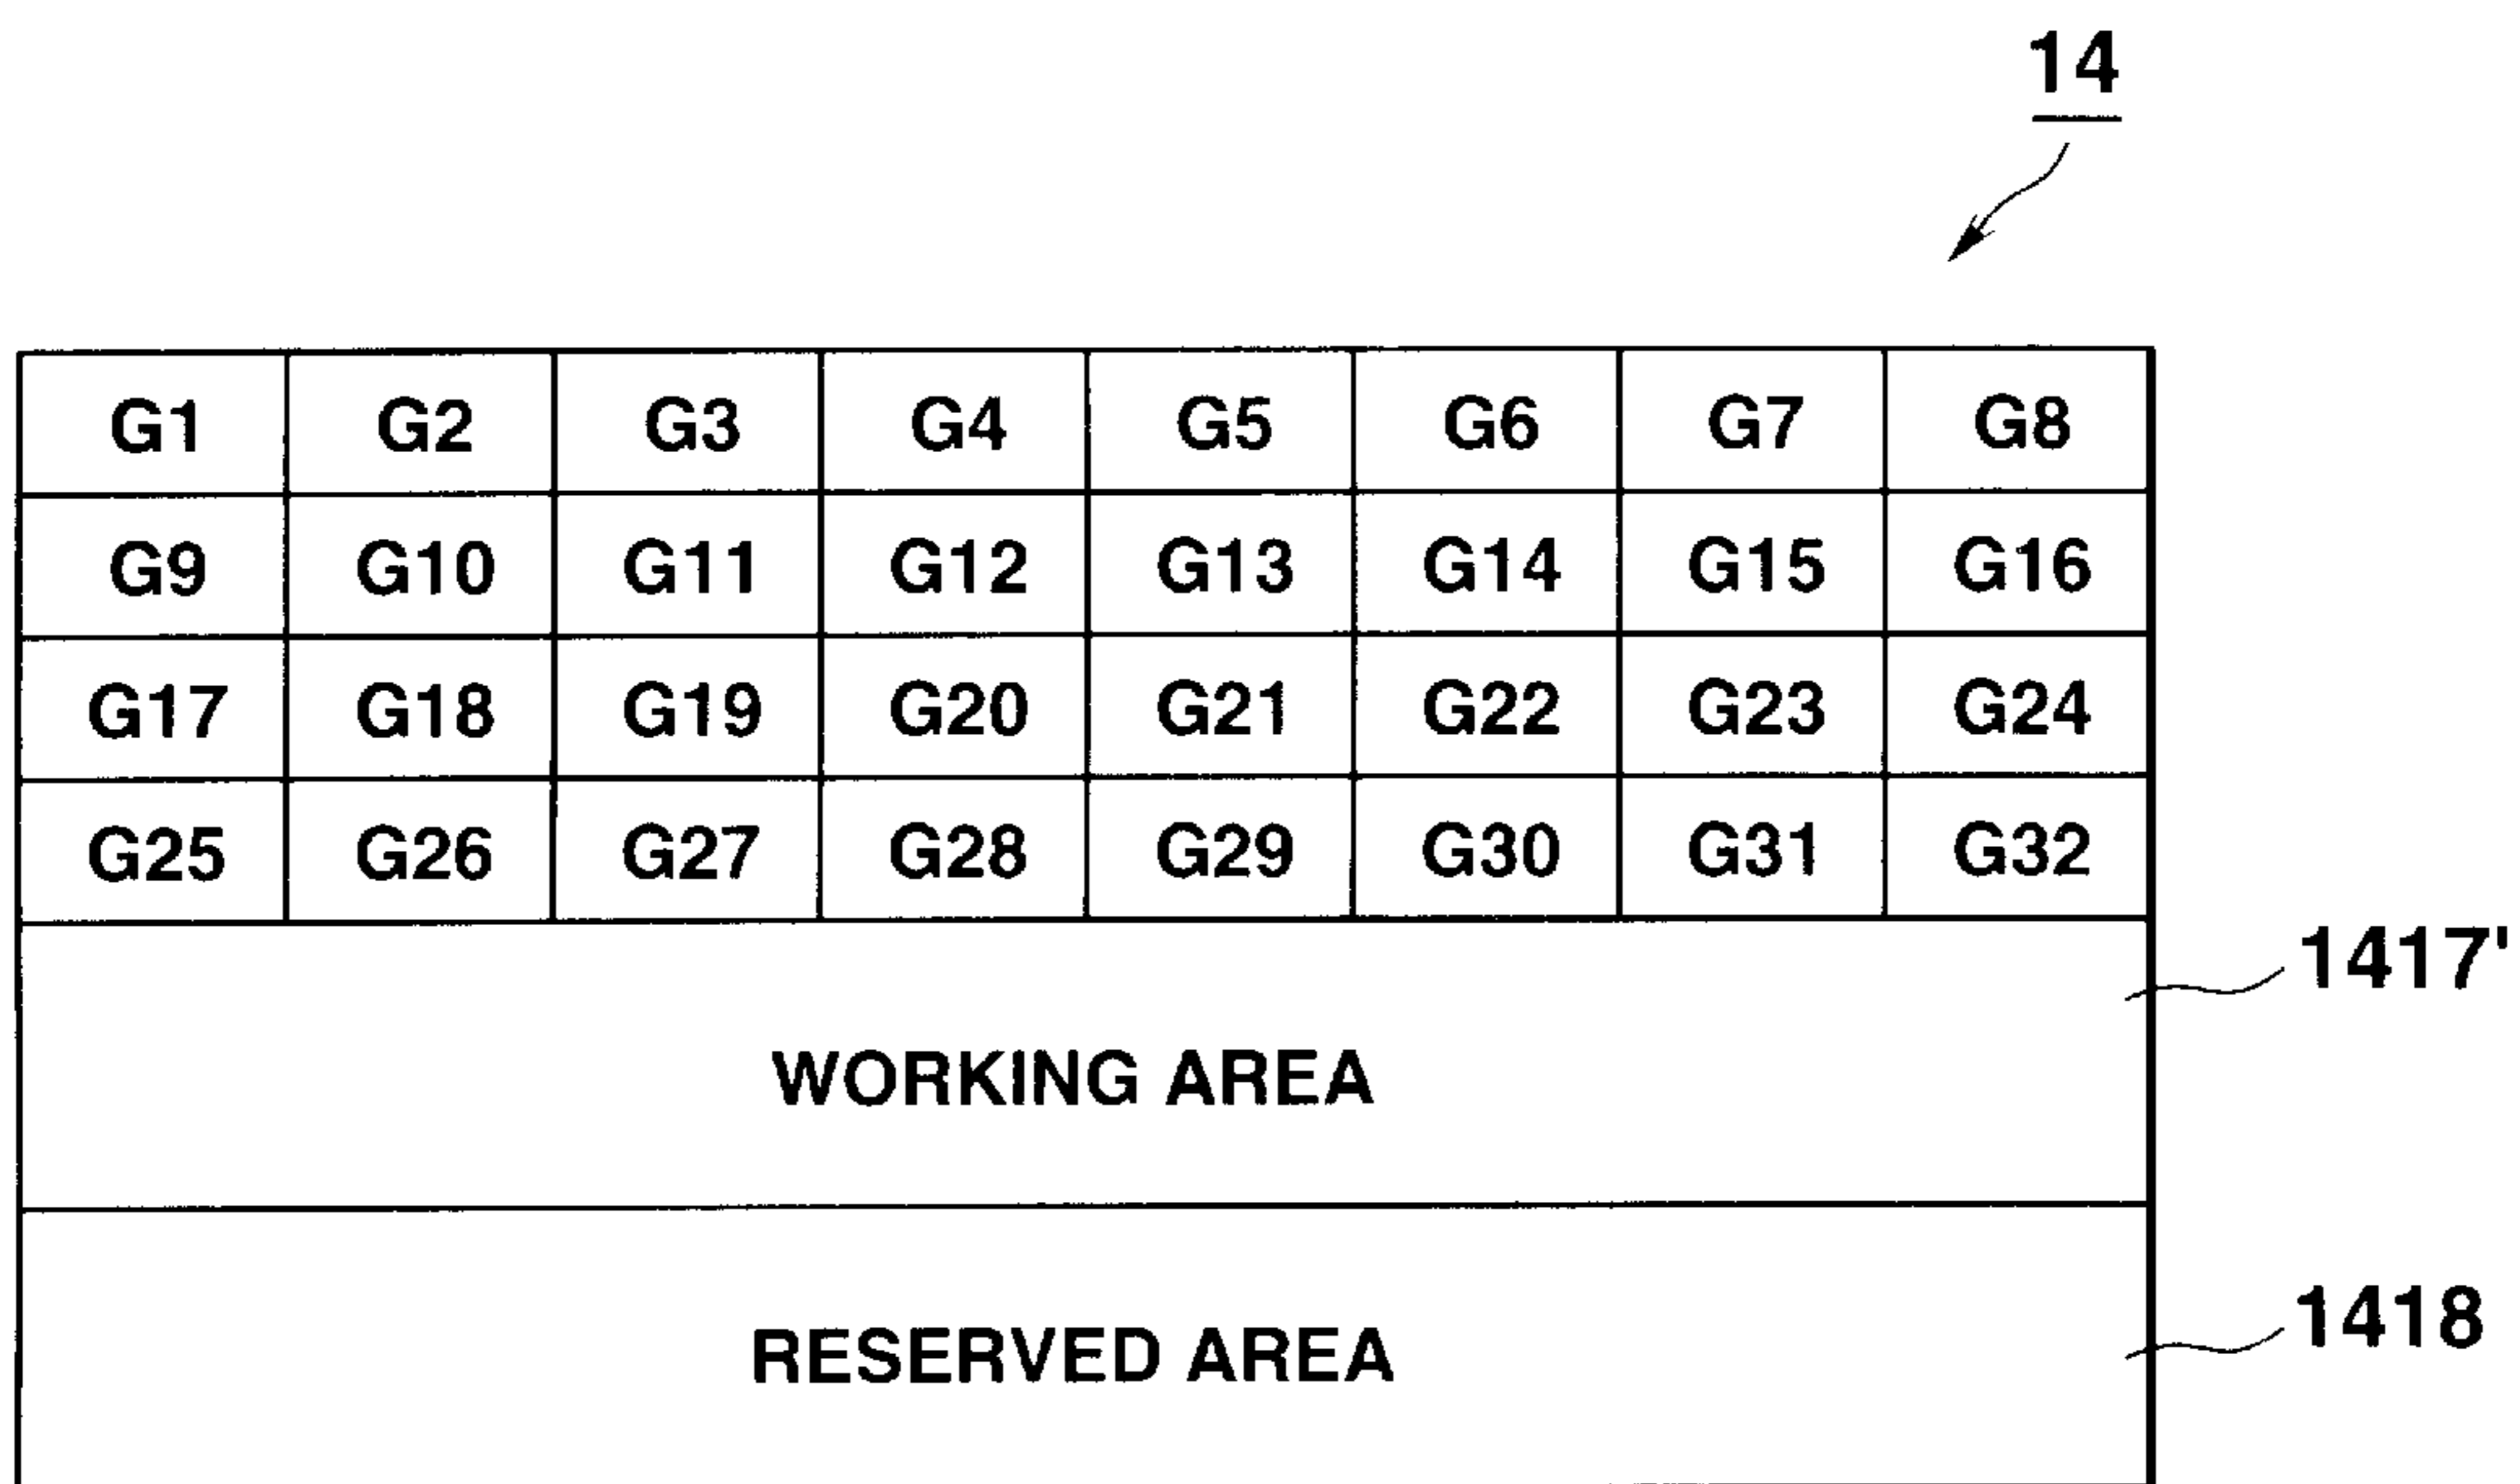 14
G1 G2 G3 G4 G5 G6 G7 G8
G9 G10 G11 G12 G13 G14 G15 G16
G17 G18 G19 G20 G21 G22 G23 G24
G25 G26 G27 G28 G29 G30 G31 G32
1417'
WORKING AREA
1418
RESERVED AREA